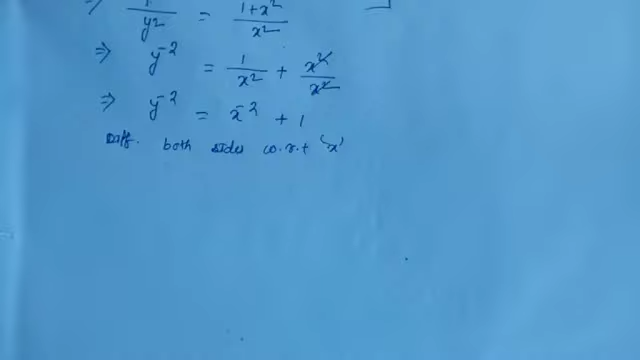 ⇒ 1/y² = 1+x²/x²
⇒ y⁻² = 1/x² + x²/x²
⇒ y⁻² = x⁻² + 1
Diff. both sides w.r.t 'x'